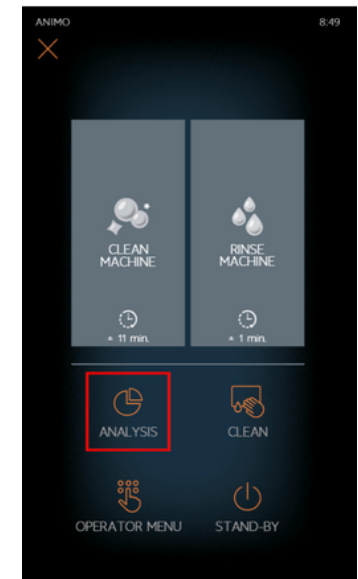 ANIMO 8:49
CLEAN
MACHINE
RINSE
MACHINE
± 11 min.
± 1 min.
ANALYSIS
CLEAN
OPERATOR MENU
STAND-BY